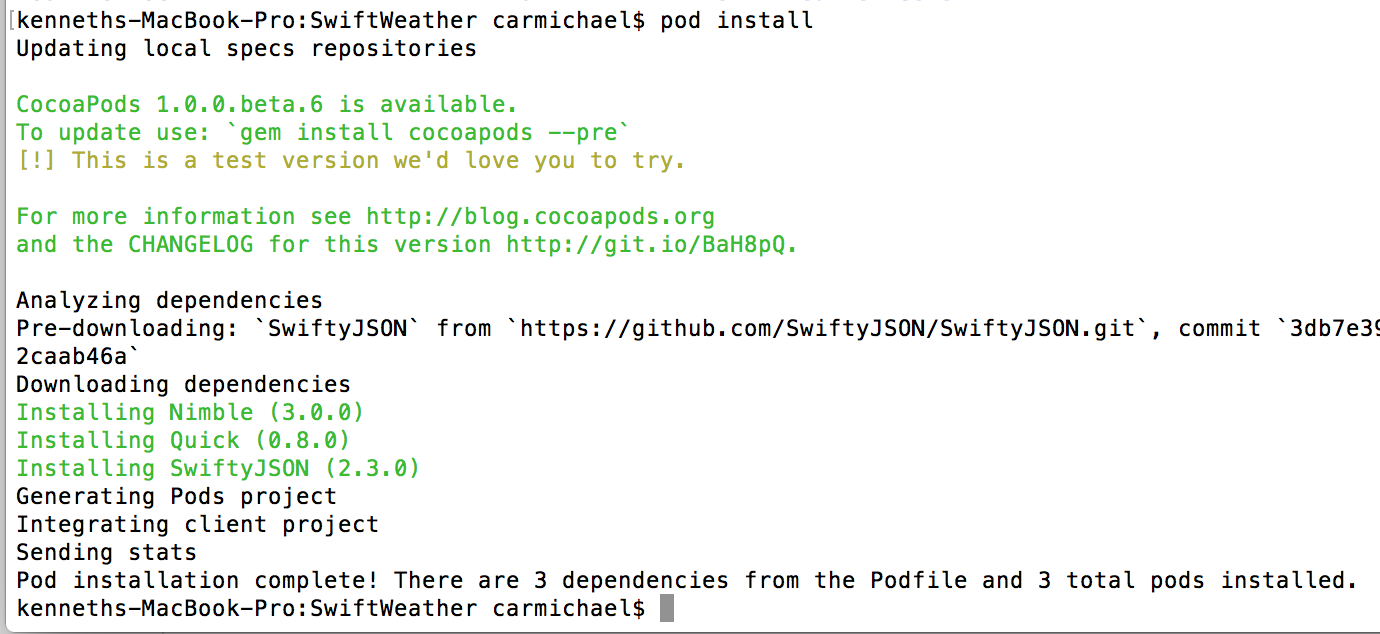 [kenneths-MacBook-Pro:SwiftWeather carmichael$ pod install
Updating local specs repositories
CocoaPods 1.0.0.beta.6 is available.
To update use: `gem install cocoapods --pre`
[!] This is a test version we'd love you to try.
For more information see http://blog.cocoapods.org
and the CHANGELOG for this version http://git.io/BaH8pQ.
Analyzing dependencies
Pre-downloading: `SwiftyJSON` from `https://github.com/SwiftyJSON/SwiftyJSON.git`, commit `3db7e39
2caab46a`
Downloading dependencies
Installing Nimble (3.0.0)
Installing Quick (0.8.0)
Installing SwiftyJSON (2.3.0)
Generating Pods project
Integrating client project
Sending stats
Pod installation complete! There are 3 dependencies from the Podfile and 3 total pods installed.
kenneths-MacBook-Pro:SwiftWeather carmichael$